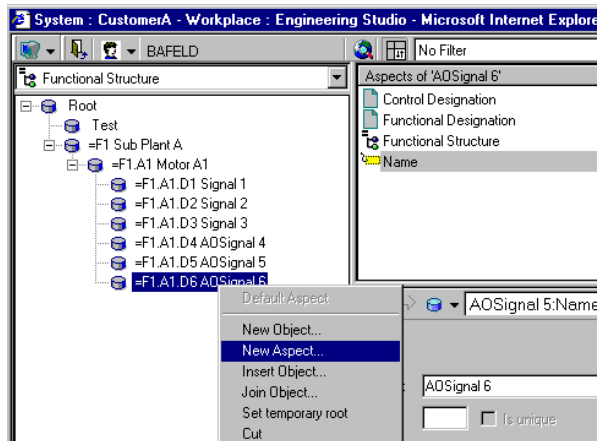 System : CustomerA - Workplace : Engineering Studio - Microsoft Internet Explore
BAFELD
No Filter
Functional Structure
Aspects of 'AOSignal 6'
Root
Test
=F1 Sub Plant A
=F1.A1 Motor A1
=F1.A1.D1 Signal 1
=F1.A1.D2 Signal 2
=F1.A1.D3 Signal 3
=F1.A1.D4 AOSignal 4
=F1.A1.D5 AOSignal 5
=F1.A1.D6 AOSignal 6
Control Designation
Functional Designation
Functional Structure
Name
Default Aspect
New Object...
New Aspect...
Insert Object...
Join Object...
Set temporary root
Cut
AOSignal 5:Name
:
AOSignal 6
Is unique